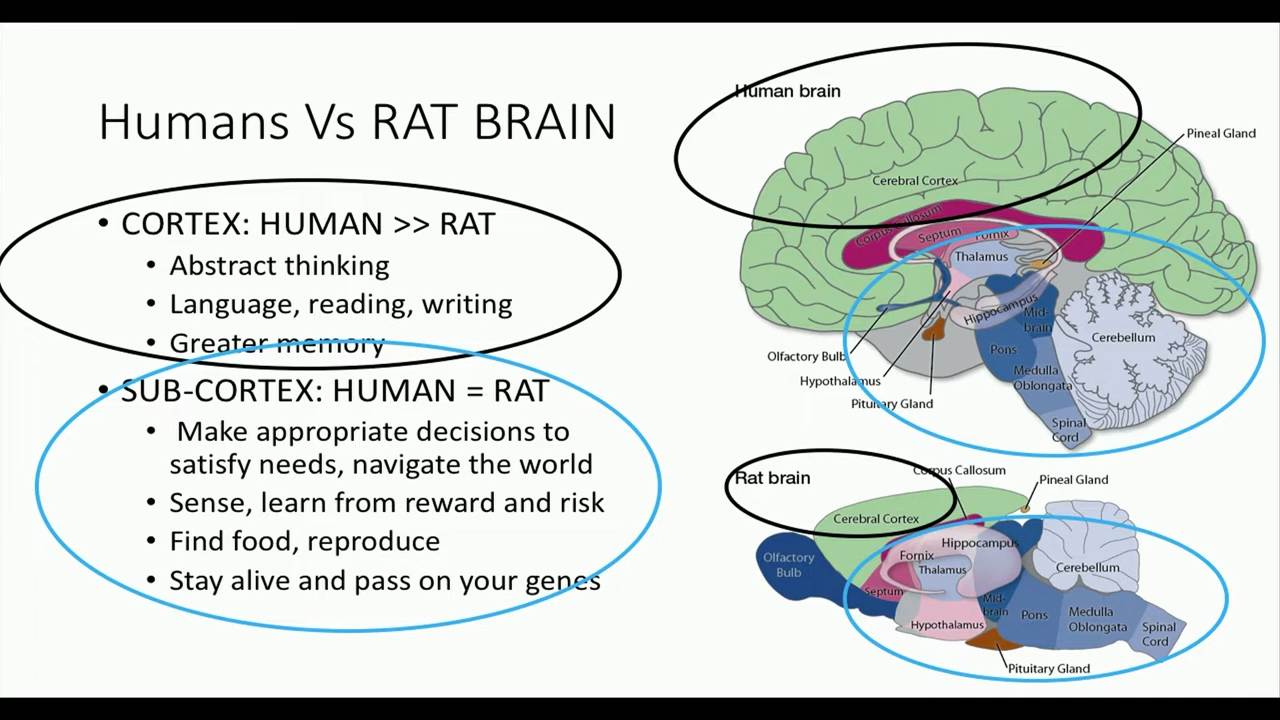 Humans Vs RAT BRAIN
• CORTEX: HUMAN >> RAT
• Abstract thinking
• Language, reading, writing
• Greater memory
• SUB-CORTEX: HUMAN = RAT
• Make appropriate decisions to
satisfy needs, navigate the world
• Sense, learn from reward and risk
• Find food, reproduce
• Stay alive and pass on your genes
Human brain
Pineal Gland
Cerebral Cortex
Corpus Callosum
Septum
Fornix
Thalamus
Hippocampus
Mid-
brain
Cerebellum
Pons
Olfactory Bulb
Hypothalamus
Medulla
Oblongata
Pituitary Gland
Spinal
Cord
Rat brain
Corpus Callosum
Pineal Gland
Cerebral Cortex
Hippocampus
Olfactory
Bulb
Fornix
Thalamus
Cerebellum
Septum
Mid-
brain
Pons
Medulla
Oblongata
Hypothalamus
Spinal
Cord
Pituitary Gland